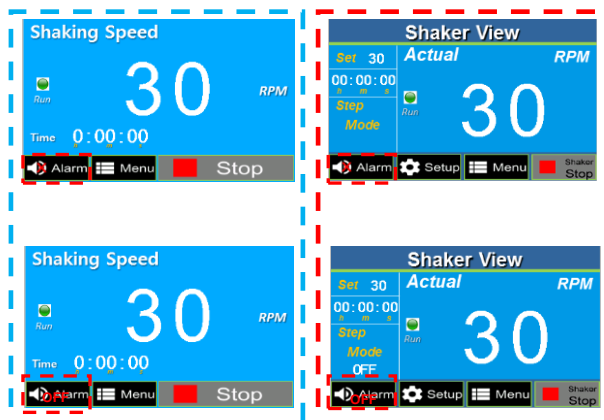 Shaking Speed
30
RPM
Run
Time 0:00:00
h m s
Alarm Menu Stop
Shaker View
Set 30
Actual
RPM
00:00:00
h m s
Step
Mode
Run
30
Alarm Setup Menu Shaker Stop
Shaking Speed
30
RPM
Run
Time 0:00:00
Alarm OFF Menu Stop
Shaker View
Set 30
Actual
RPM
00:00:00
h m s
Step
Mode
OFF
Run
30
Alarm OFF Setup Menu Shaker Stop